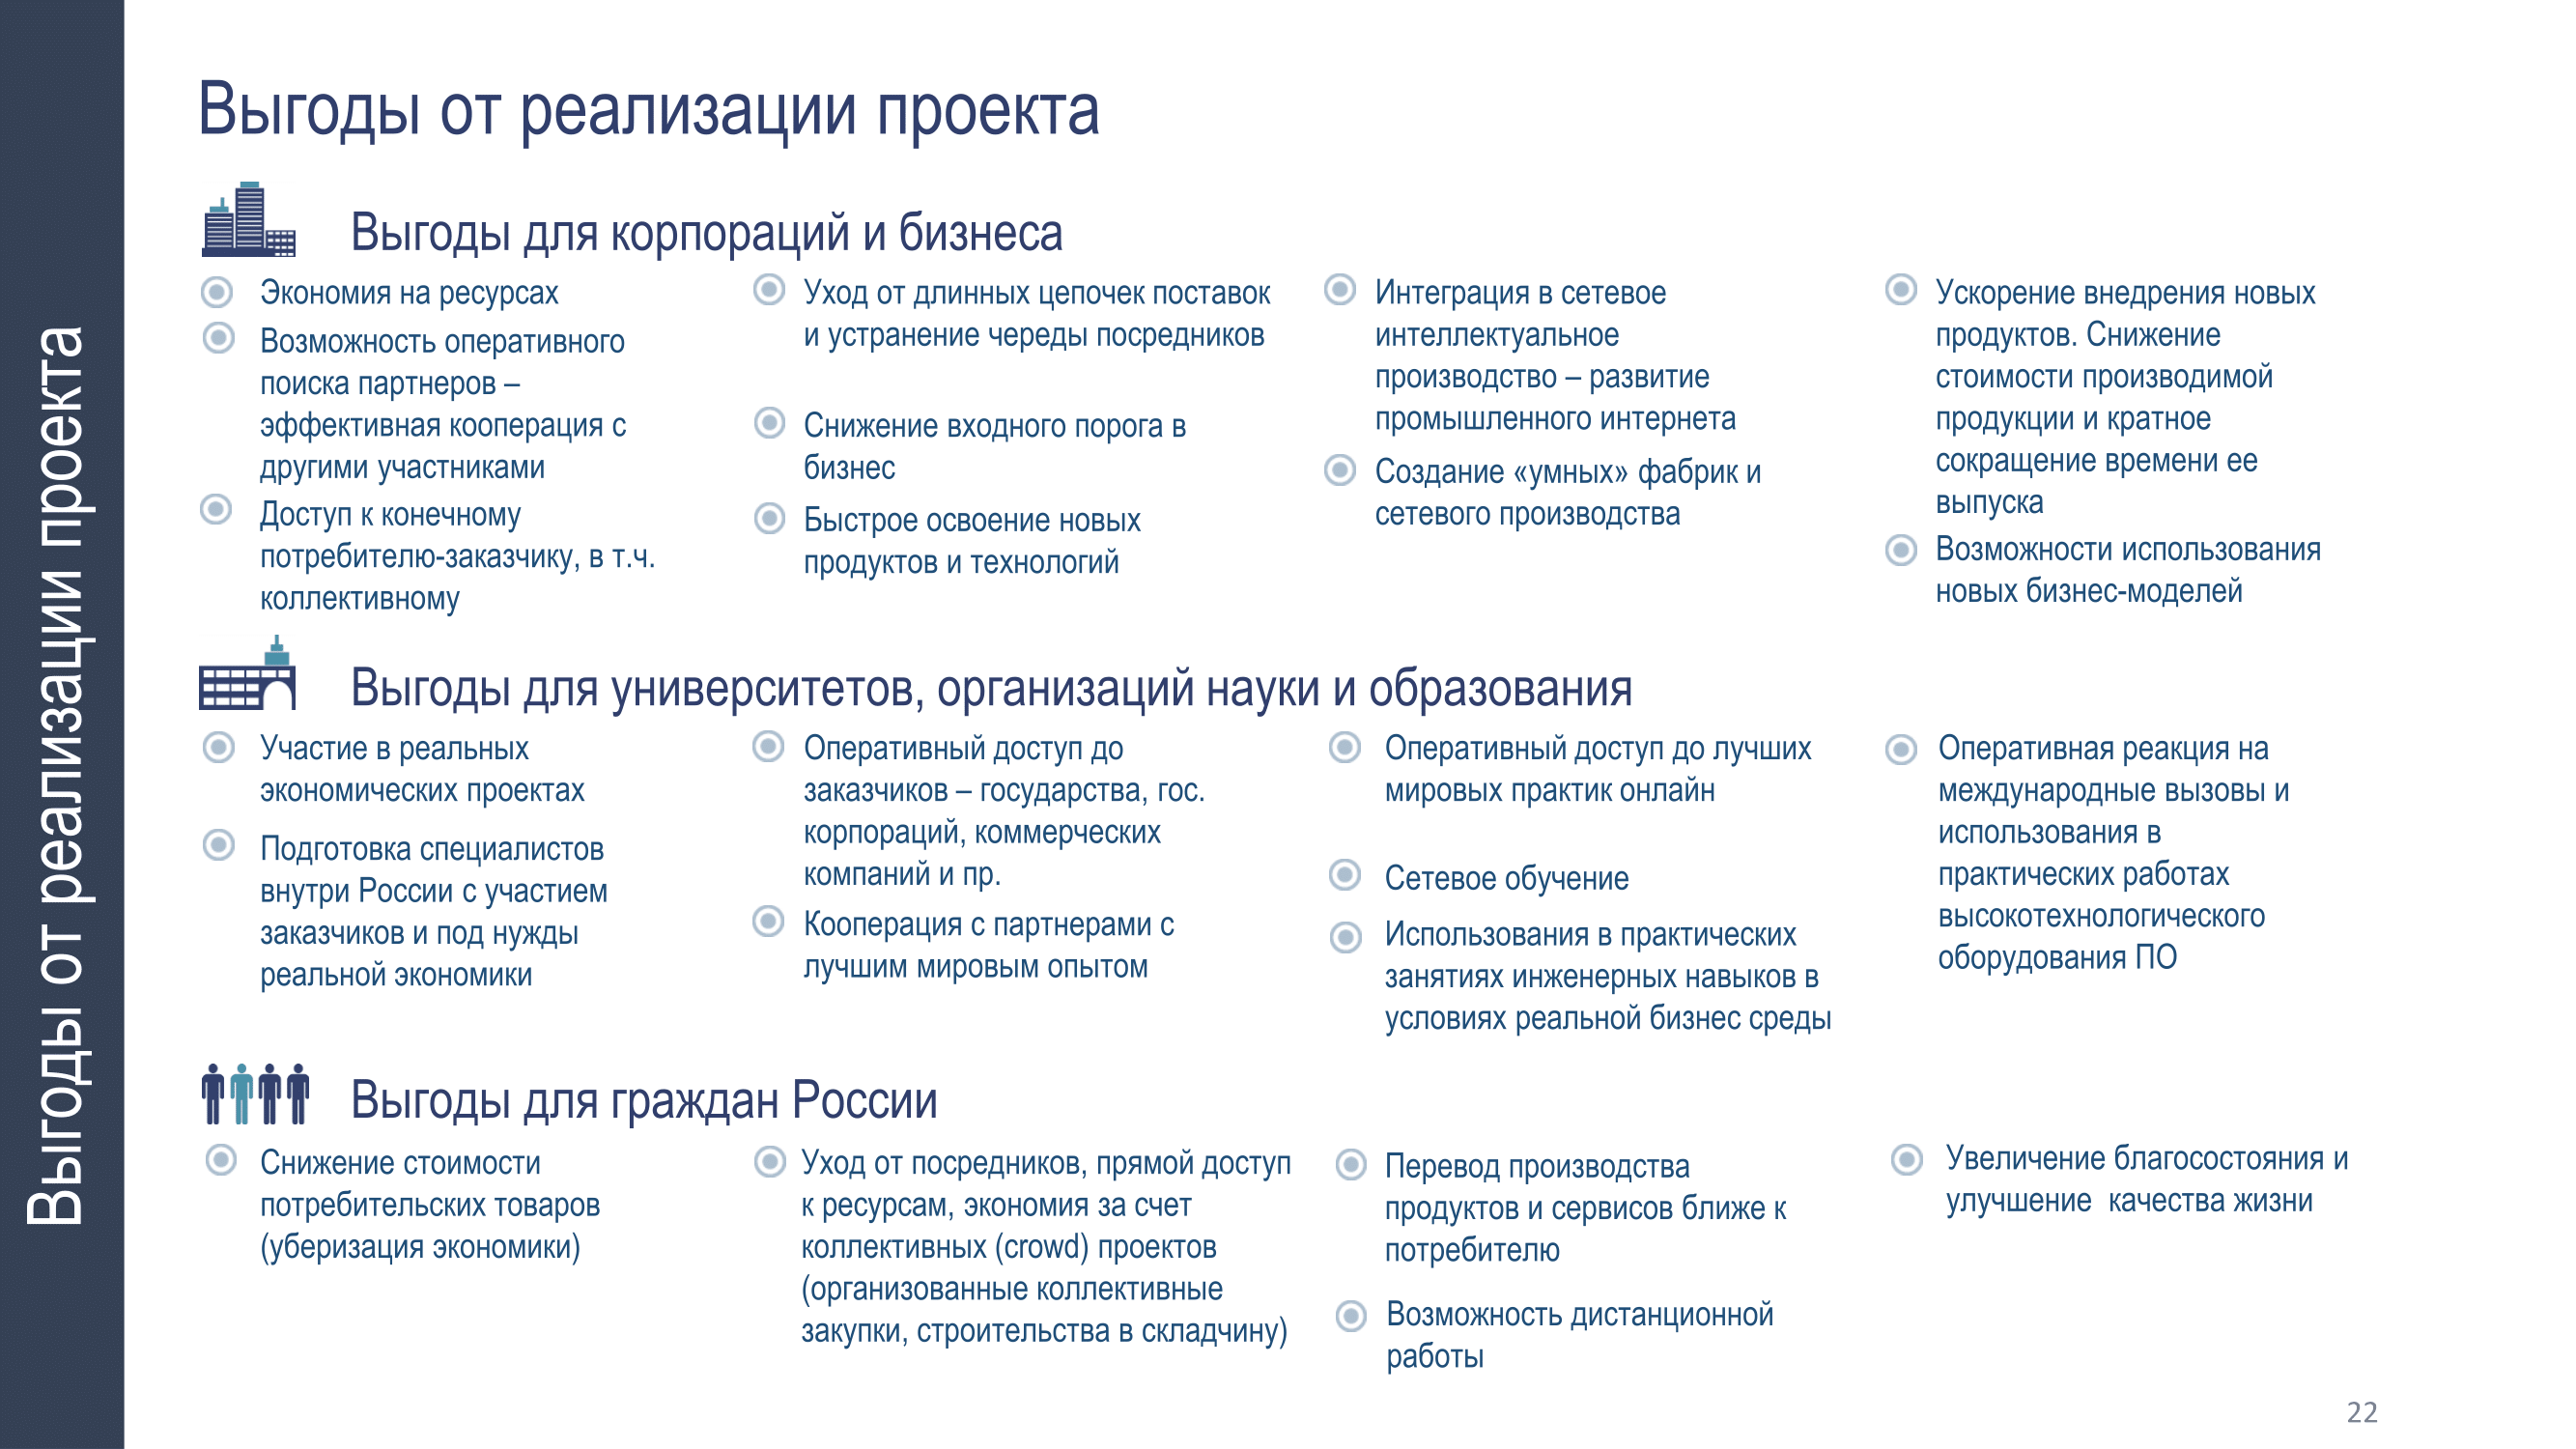 Выгоды от реализации проекта
Выгоды от реализации проекта
Выгоды для корпораций и бизнеса
Экономия на ресурсах
Возможность оперативного
поиска партнеров –
эффективная кооперация с
другими участниками
Доступ к конечному
потребителю-заказчику, в т.ч.
коллективному
Уход от длинных цепочек поставок
и устранение череды посредников
Снижение входного порога в
бизнес
Быстрое освоение новых
продуктов и технологий
Интеграция в сетевое
интеллектуальное
производство – развитие
промышленного интернета
Создание «умных» фабрик и
сетевого производства
Ускорение внедрения новых
продуктов. Снижение
стоимости производимой
продукции и кратное
сокращение времени ее
выпуска
Возможности использования
новых бизнес-моделей
Выгоды для университетов, организаций науки и образования
Участие в реальных
экономических проектах
Подготовка специалистов
внутри России с участием
заказчиков и под нужды
реальной экономики
Оперативный доступ до
заказчиков – государства, гос.
корпораций, коммерческих
компаний и пр.
Кооперация с партнерами с
лучшим мировым опытом
Оперативный доступ до лучших
мировых практик онлайн
Сетевое обучение
Использования в практических
занятиях инженерных навыков в
условиях реальной бизнес среды
Оперативная реакция на
международные вызовы и
использования в
практических работах
высокотехнологического
оборудования ПО
Выгоды для граждан России
Снижение стоимости
потребительских товаров
(уберизация экономики)
Уход от посредников, прямой доступ
к ресурсам, экономия за счет
коллективных (crowd) проектов
(организованные коллективные
закупки, строительства в складчину)
Перевод производства
продуктов и сервисов ближе к
потребителю
Возможность дистанционной
работы
Увеличение благосостояния и
улучшение  качества жизни
22